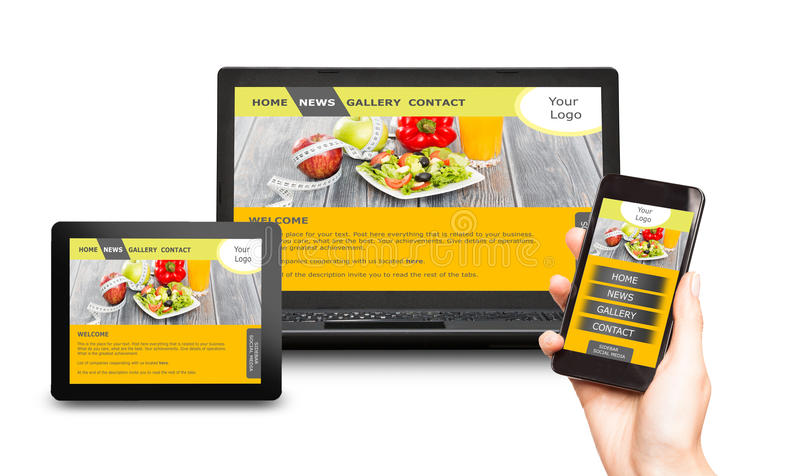 HOME NEWS GALLERY CONTACT
Your
Logo
WELCOME
is the place for your text. Post here everything that is related to your business.
you care, what are the best. Your achievements. Give details of operations.
greatest achievement.
companies cooperating with us located here.
end of the description invite you to read the rest of the tabs.
HOME NEWS GALLERY CONTACT
Your
Logo
WELCOME
This is the place for your text. Post here everything that is related to your business.
What do you care, what are the best. Your achievements. Give details of operations.
What is the greatest achievement.
List of companies cooperating with us located here.
At the end of the description invite you to read the rest of the tabs.
SIDEBAR
SOCIAL MEDIA
Your
Logo
HOME
NEWS
GALLERY
CONTACT
SIDEBAR
SOCIAL MEDIA
dreamstime